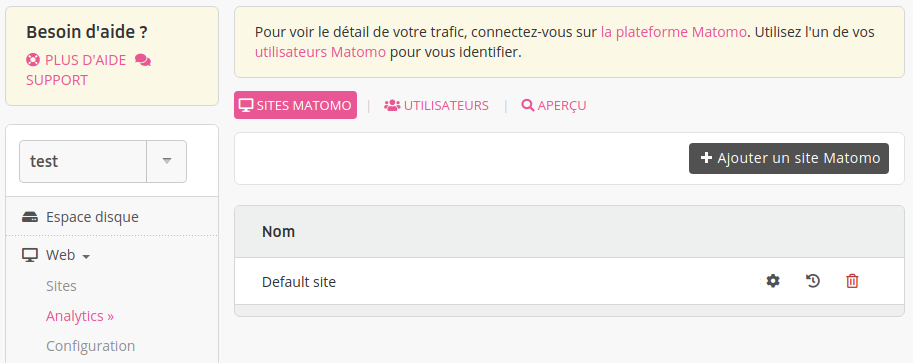 Besoin d'aide ?
PLUS D'AIDE
SUPPORT
test
Espace disque
Web
Sites
Analytics »
Configuration
Pour voir le détail de votre trafic, connectez-vous sur la plateforme Matomo. Utilisez l'un de vos
utilisateurs Matomo pour vous identifier.
SITES MATOMO | UTILISATEURS | APERÇU
Ajouter un site Matomo
Nom
Default site